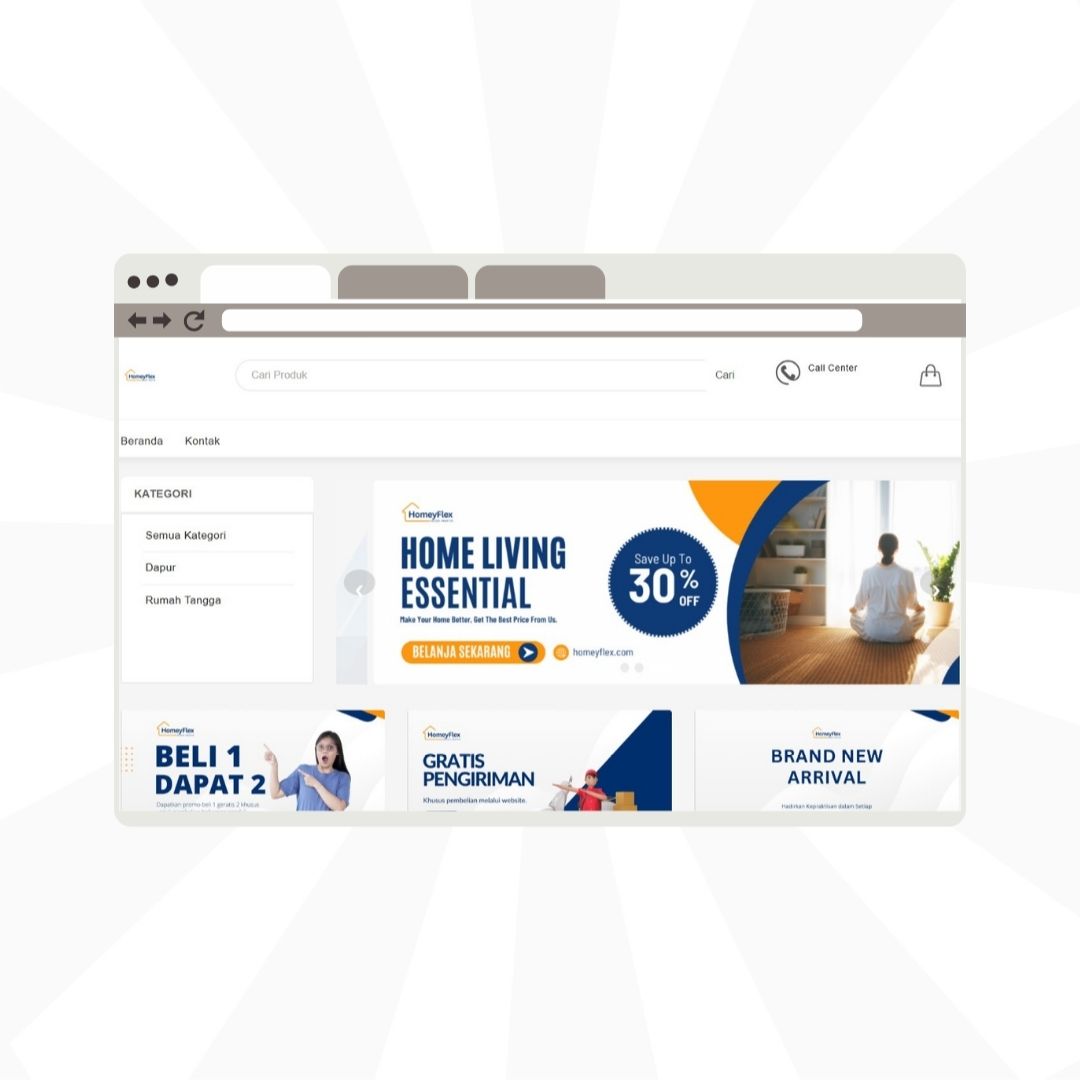 HomeyFlex
Cari Produk
Cari
Call Center
Beranda
Kontak
KATEGORI
Semua Kategori
Dapur
Rumah Tangga
HomeyFlex
HOME LIVING
ESSENTIAL
Make Your Home Better, Get The Best Price From Us.
BELANJA SEKARANG
homeyflex.com
Save Up To
30%
OFF
HomeyFlex
BELI 1
DAPAT 2
Dapatkan promo beli 1 geratis 2 khusus
HomeyFlex
GRATIS
PENGIRIMAN
Khusus pembelian melalui website.
HomeyFlex
BRAND NEW
ARRIVAL
Hadirkan Kepraktisan dalam Setiap